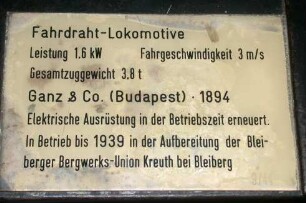 Fahrdraht-Lokomotive
Leistung 1,6 kW Fahrgeschwindigkeit 3 m/s
Gesamtzuggewicht 3,8 t
Ganz & Co. (Budapest) · 1894
Elektrische Ausrüstung in der Betriebszeit erneuert.
In Betrieb bis 1939 in der Aufbereitung der Blei-
berger Bergwerks-Union Kreuth bei Bleiberg